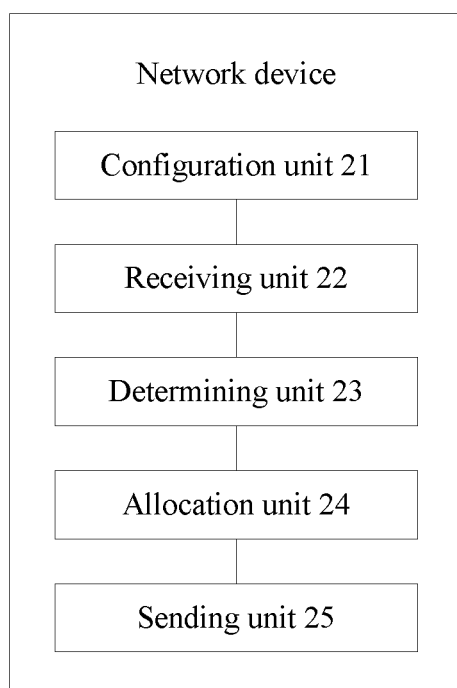 Network device
Configuration unit 21
Receiving unit 22
Determining unit 23
Allocation unit 24
Sending unit 25